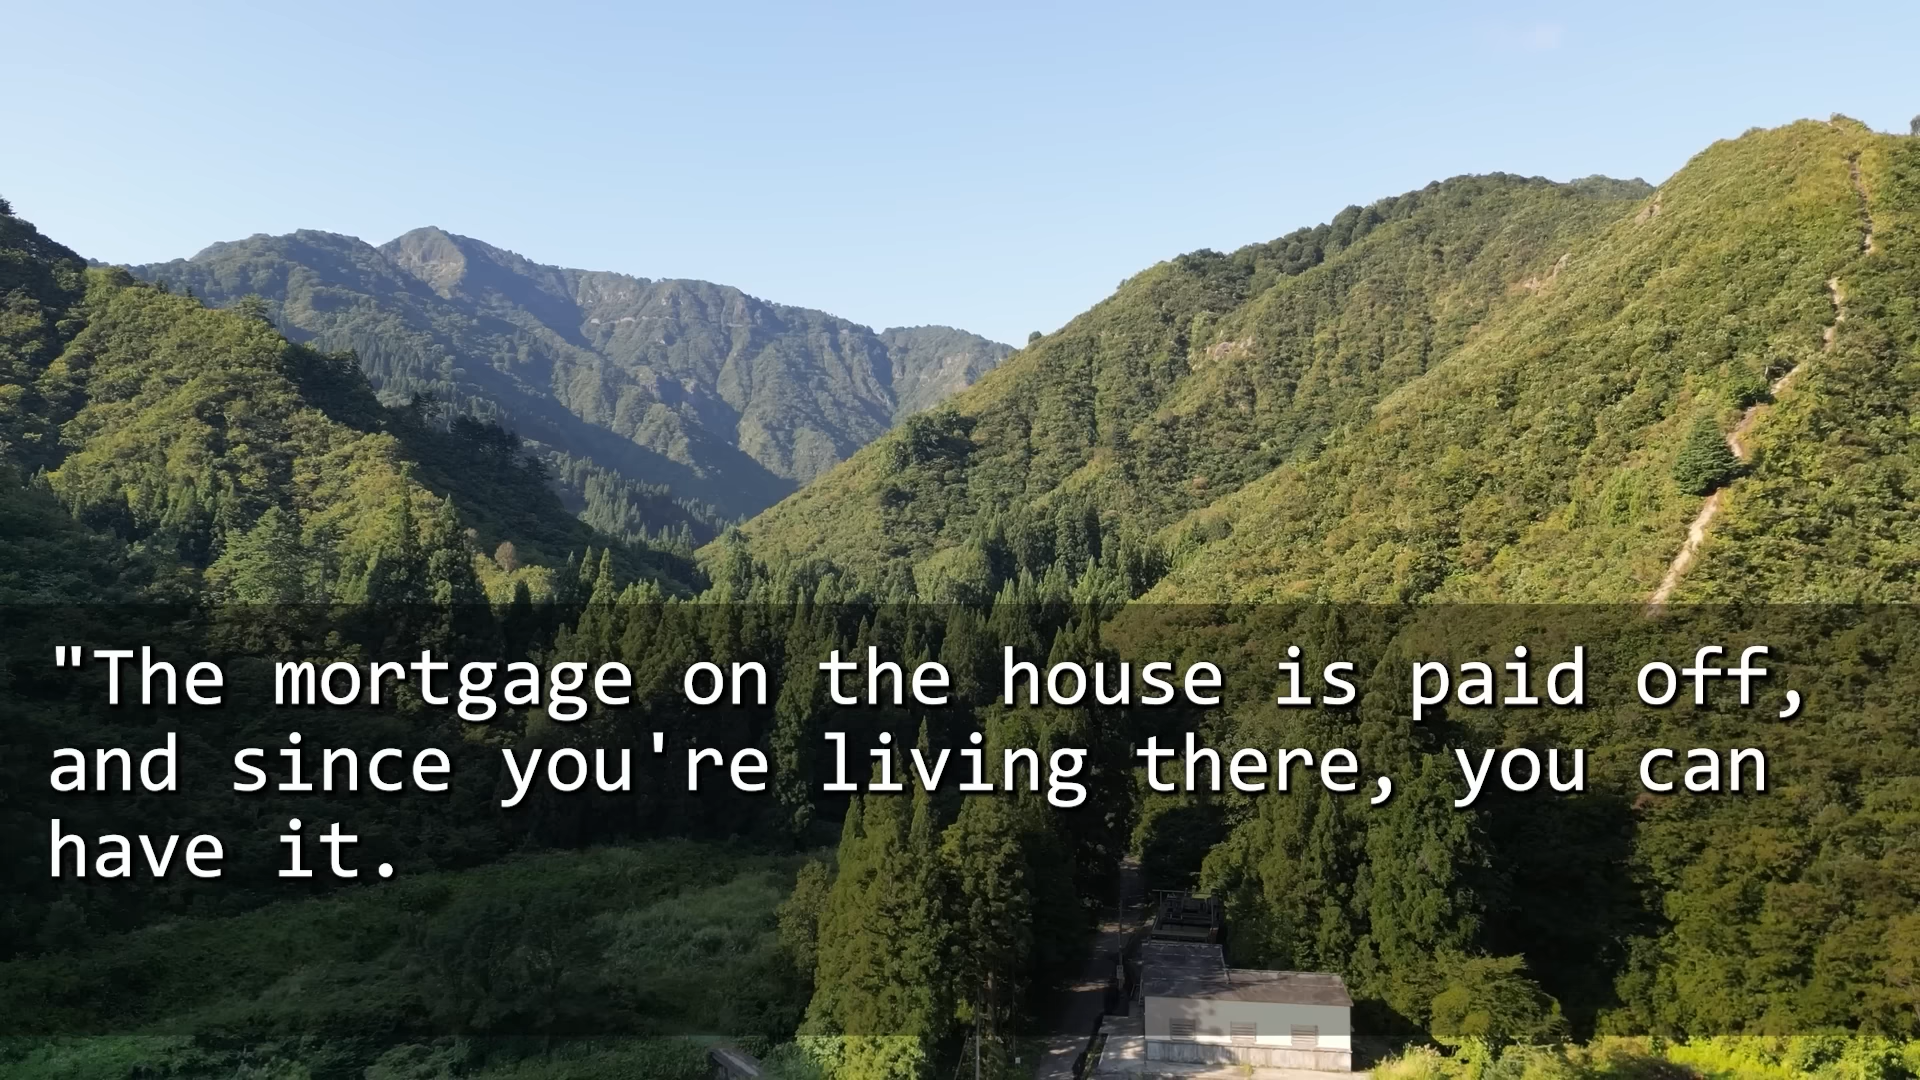 "The mortgage on the house is paid off,
and since you're living there, you can
have it.